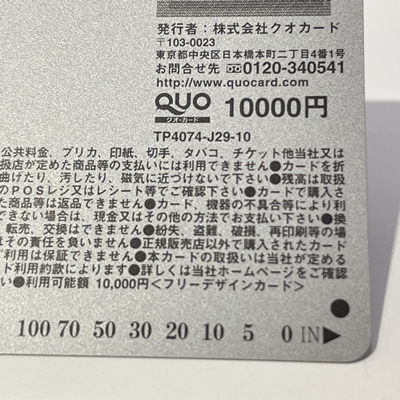 発行者：株式会社クオカード
〒103-0023
東京都中央区日本橋本町二丁目4番1号
お問合せ先 0120-340541
http://www.quocard.com
QUO 10000円
クオ・カード
TP4074-J29-10
公共料金、プリカ、印紙、切手、タバコ、チケット他当社又は
扱店が定めた商品等の支払いには利用できません●カードを折
曲げたり、汚したり、磁気に近づけないで下さい●残高は取扱
のPOSレジ又はレシート等でご確認下さい●カードで購入さ
た商品等は返品できません●カード、機器の不具合等により利
できない場合は、現金又はその他の方法でお支払い下さい●換
、転売、交換はできません●紛失、盗難、破損、再印刷等の場
はその責任を負いません●正規販売店以外で購入されたカード
ご利用は保証できません●本カードの取扱いは当社が定める
ド利用約款によります●詳しくは当社ホームページをご確認
い●利用可能額 10,000円＜フリーデザインカード＞
100 70 50 30 20 10 5 0 IN▶